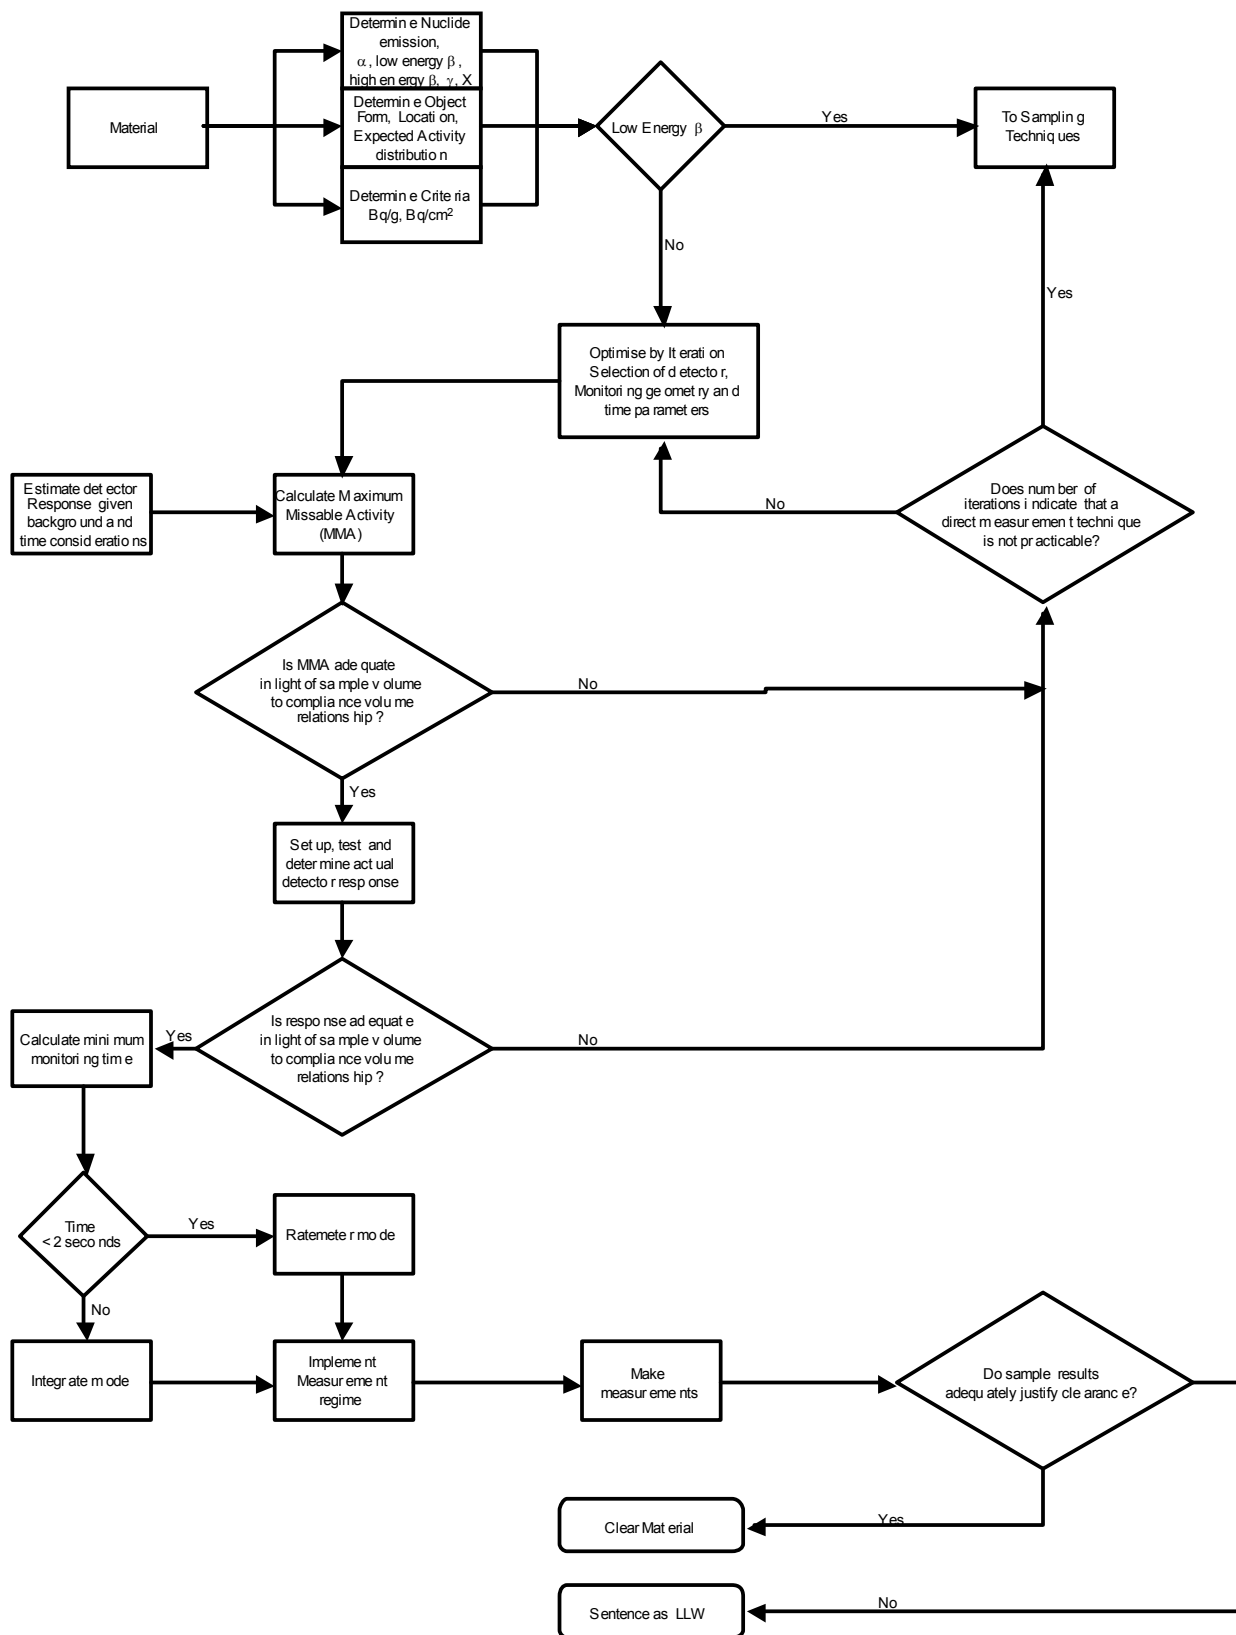 Determine Nuclide
emission,
α, low energy β,
high energy β, γ, X
Material
Determine Object
Form, Location,
Expected Activity
distribution
Determine Criteria
Bq/g, Bq/cm²
Low Energy β
Yes
To Sampling
Techniques
No
Yes
Optimise by Iteration
Selection of detector,
Monitoring geometry and
time parameters
Estimate detector
Response given
background and
time considerations
Calculate Maximum
Missable Activity
(MMA)
No
Does number of
iterations indicate that a
direct measurement technique
is not practicable?
Is MMA adequate
in light of sample volume
to compliance volume
relationship?
No
Yes
Set up, test and
determine actual
detector response
Calculate minimum
monitoring time
Yes
Is response adequate
in light of sample volume
to compliance volume
relationship?
No
Time
< 2 seconds
Yes
Ratemeter mode
No
Integrate mode
Implement
Measurement
regime
Make
measurements
Do sample results
adequately justify clearance?
Clear Material
Yes
Sentence as LLW
No